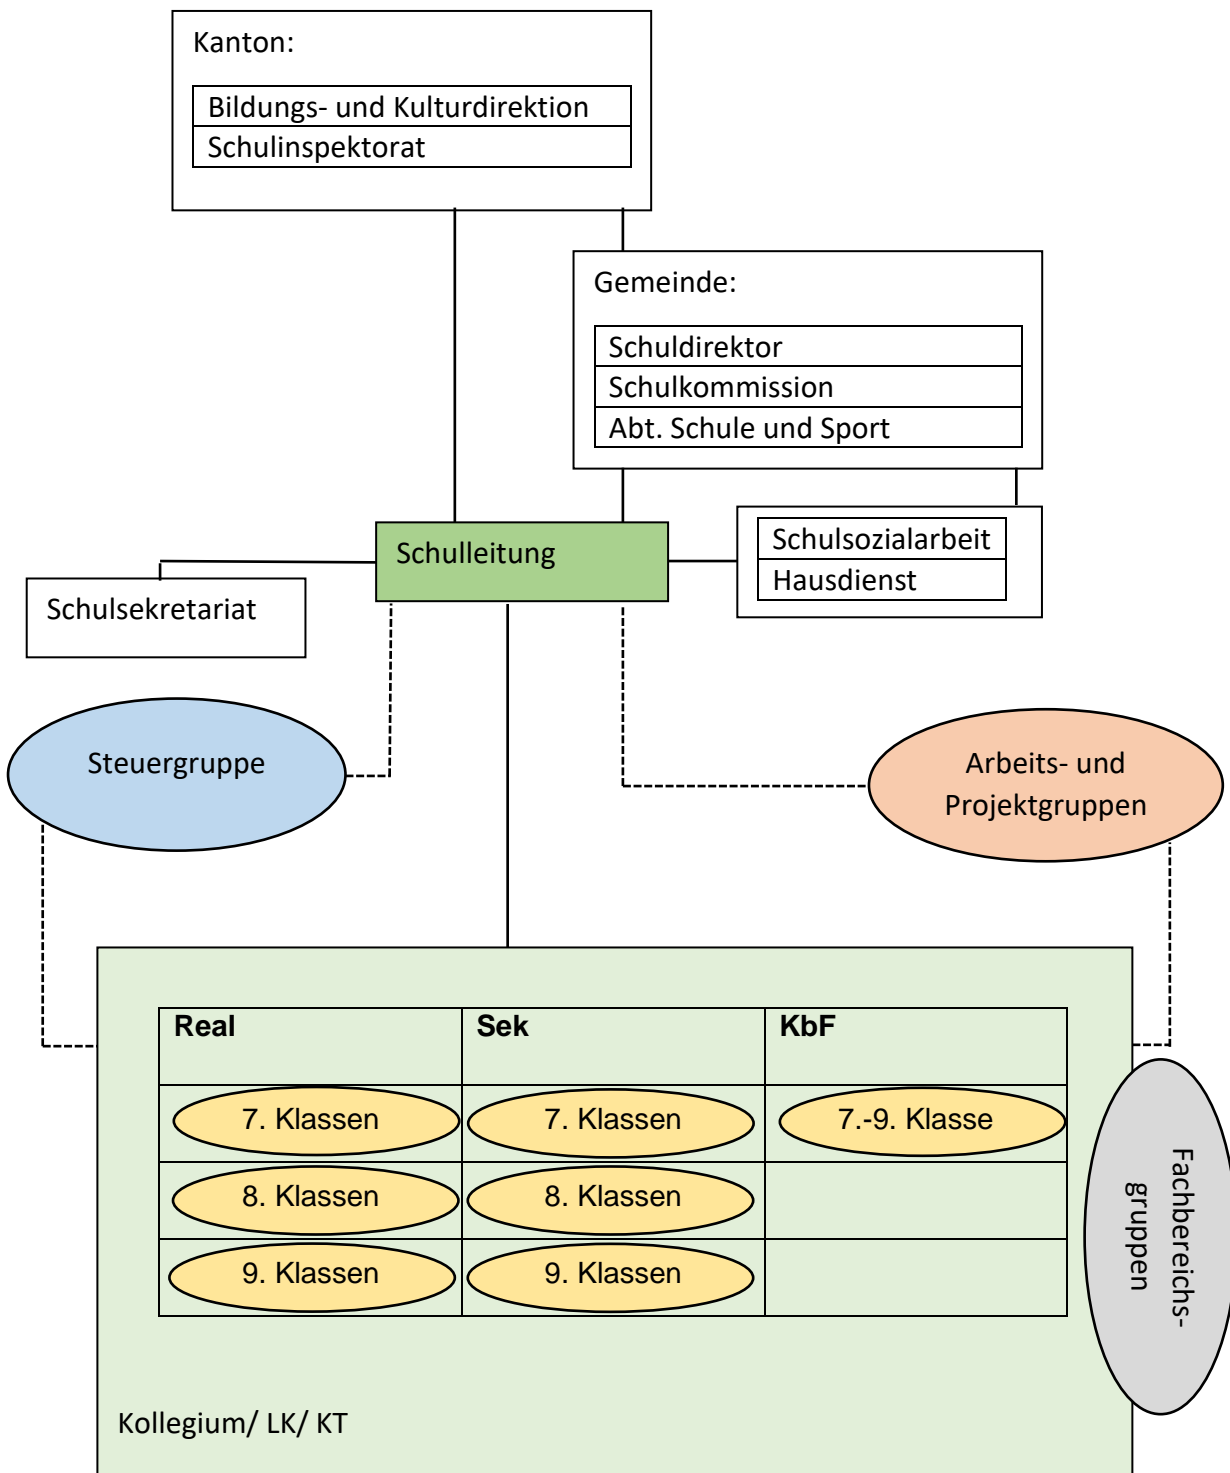 Kanton:
Bildungs- und Kulturdirektion
Schulinspektorat
Gemeinde:
Schuldirektor
Schulkommission
Abt. Schule und Sport
Schulleitung
Schulsozialarbeit
Hausdienst
Schulsekretariat
Steuergruppe
Arbeits- und
Projektgruppen
Real Sek KbF
7. Klassen 7. Klassen 7.-9. Klasse
8. Klassen 8. Klassen
9. Klassen 9. Klassen
Fachbereichs-
gruppen
Kollegium/ LK/ KT